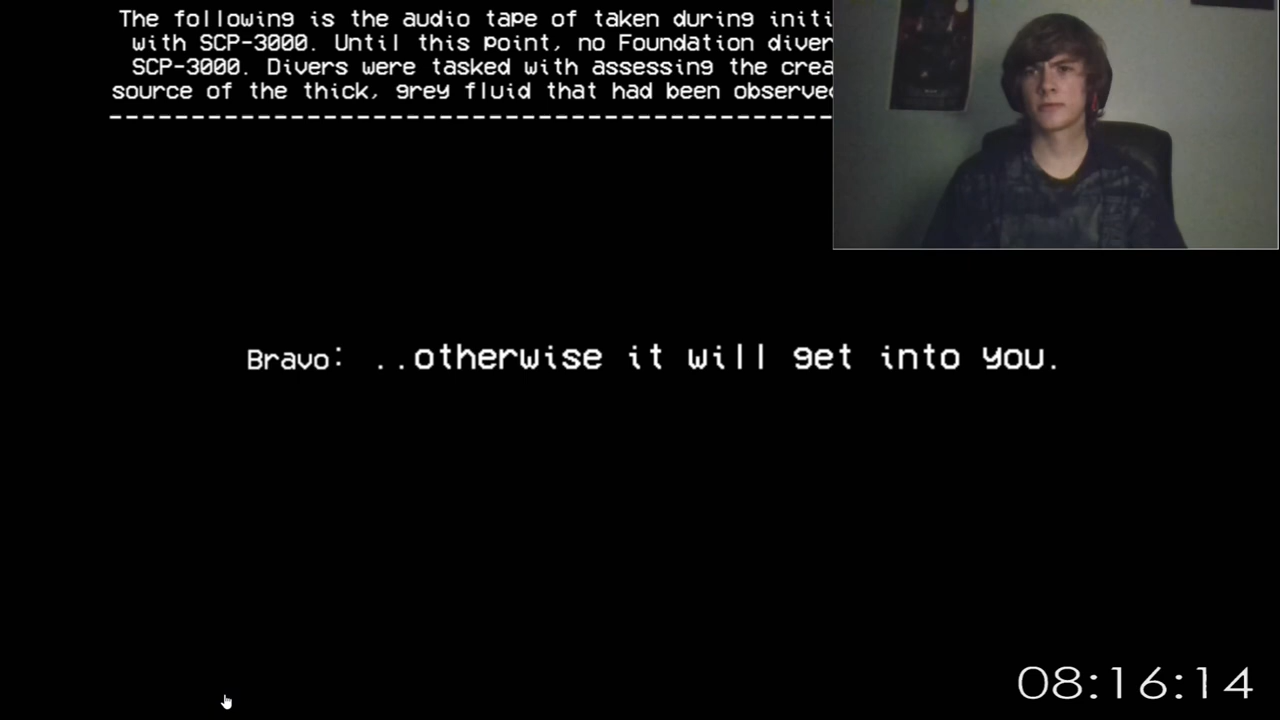 The following is the audio tape of taken during initi
with SCP-3000. Until this point, no Foundation diver
SCP-3000. Divers were tasked with assessing the crea
source of the thick, grey fluid that had been observe
Bravo: ..otherwise it will get into you.
08:16:14